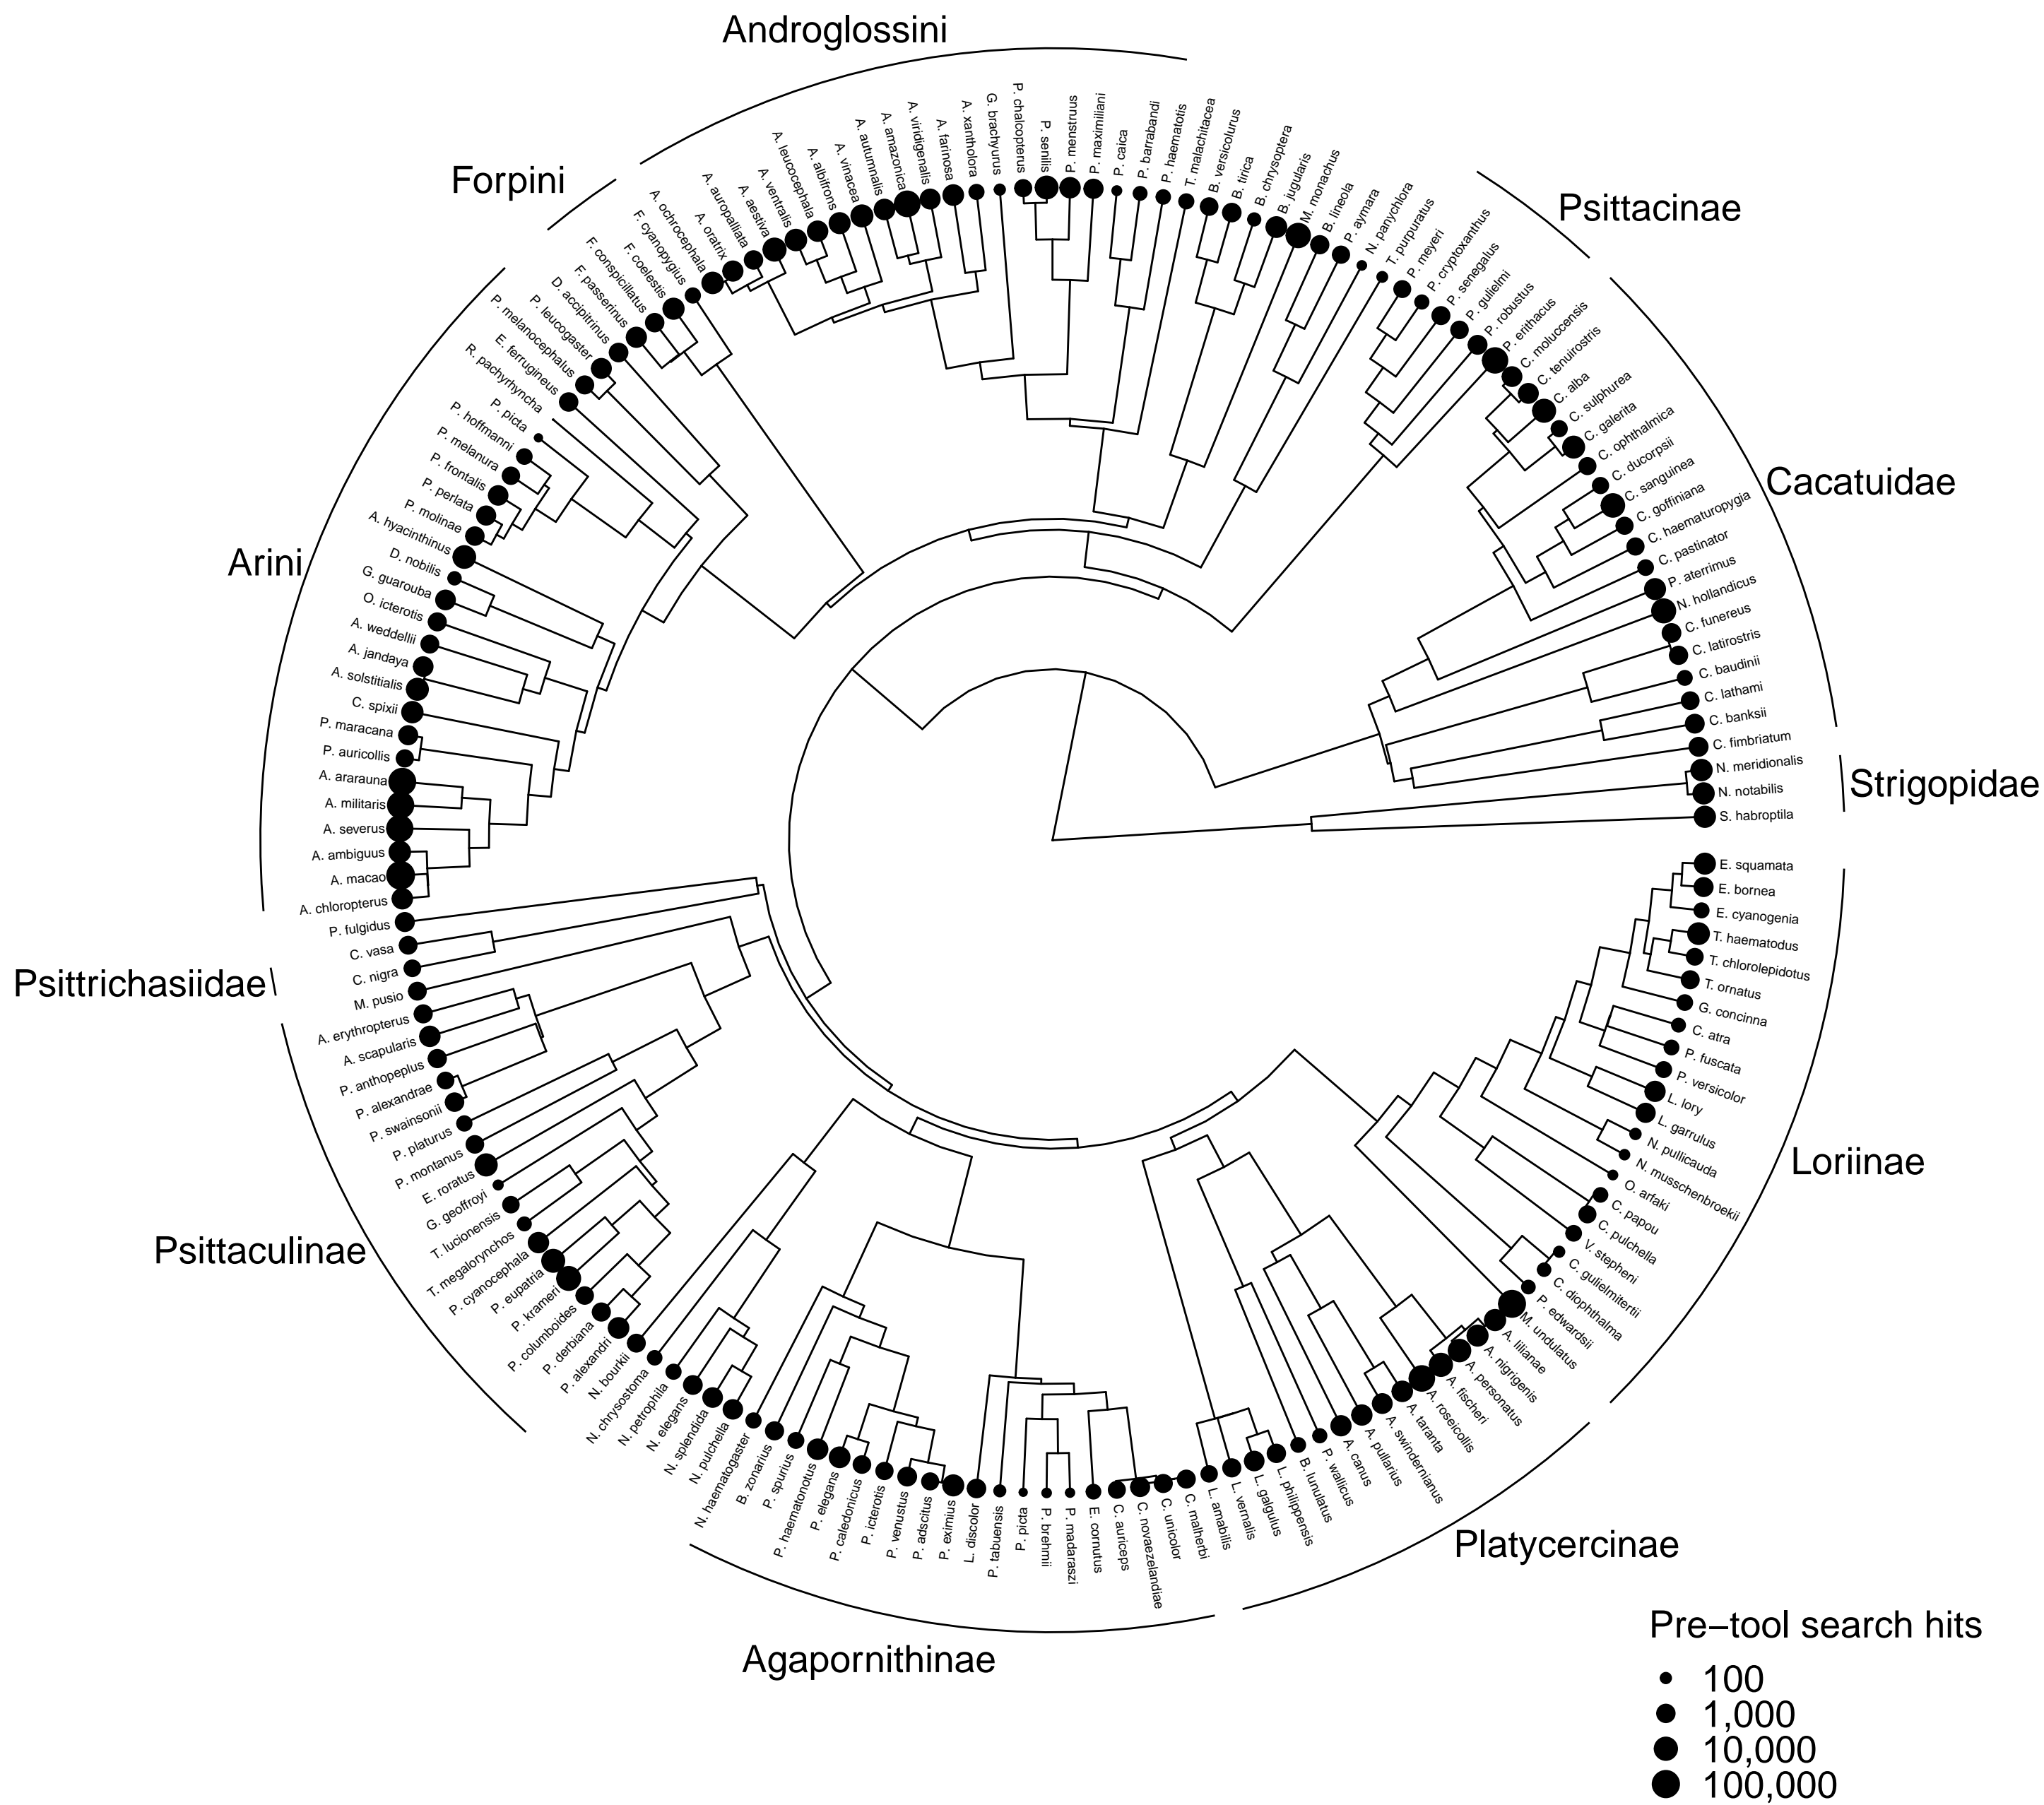 Androglossini
Forpini
Psittacinae
Arini
Cacatuidae
Strigopidae
Psittrichasiidae
Psittaculinae
Loriinae
Platycercinae
Agapornithinae
A. ochrocephala
A. oratrix
A. auropalliata
A. aestiva
A. ventralis
A. leucocephala
A. albifrons
A. vinacea
A. autumnalis
A. amazonica
A. viridigenalis
A. farinosa
A. xantholora
G. brachyurus
P. chalcopterus
P. senilis
P. menstruns
P. maximiliani
P. caica
P. barrabandi
P. haematotis
T. malachitacea
B. versicolurus
B. tirica
B. chrysoptera
B. jugularis
M. monachus
B. lineola
P. aymara
N. panychlora
T. purpuratus
P. meyeri
P. cryptoxanthus
P. senegalus
P. gulielmi
P. robustus
P. erithacus
C. moluccensis
C. tenuirostris
C. alba
C. sulphurea
C. galerita
C. ophthalmica
C. ducorpsii
C. sanguinea
C. goffiniana
C. haematuropygia
C. pastinator
P. aterrimus
N. hollandicus
C. funereus
C. latirostris
C. baudinii
C. lathami
C. banksii
C. fimbriatum
N. meridionalis
N. notabilis
S. habroptila
E. squamata
E. bornea
E. cyanogenia
T. haematodus
T. chlorolepidotus
T. ornatus
G. concinna
C. atra
P. fuscata
P. versicolor
L. lory
L. garrulus
N. pullicauda
N. musschenbroekii
O. arfaki
C. papou
C. pulchella
V. stepheni
C. gulielmitertii
C. diophthalma
P. edwardsii
M. undulatus
A. lilianae
A. nigrigenis
A. personatus
A. fischeri
A. roseicollis
A. taranta
A. swindernianus
A. pullarius
A. canus
P. wallicus
B. lunulatus
L. philippensis
L. galgulus
L. vernalis
L. amabilis
C. malherbi
C. unicolor
C. novaezelandiae
C. auriceps
E. cornutus
P. madaraszi
P. brehmii
P. picta
P. tabuensis
L. discolor
P. eximius
P. adscitus
P. venustus
P. icterotis
P. caledonicus
P. elegans
P. haematonotus
P. spurius
B. zonarius
N. haematogaster
N. pulchella
N. splendida
N. elegans
N. petrophila
N. chrysostoma
N. bourkii
P. alexandri
P. derbiana
P. columboides
P. krameri
P. eupatria
P. cyanocephala
T. megalorynchos
T. lucionensis
G. geoffroyi
E. roratus
P. montanus
P. platurus
P. swainsonii
P. alexandrae
P. anthopeplus
A. scapularis
A. erythropterus
M. pusio
C. nigra
C. vasa
P. fulgidus
A. chloropterus
A. macao
A. ambiguus
A. severus
A. militaris
A. ararauna
P. auricollis
P. maracana
C. spixii
A. solstitialis
A. jandaya
A. weddellii
O. icterotis
G. guarouba
D. nobilis
A. hyacinthinus
P. molinae
P. perlata
P. frontalis
P. melanura
P. hoffmanni
P. picta
R. pachyrhyncha
E. ferrugineus
P. melanocephalus
P. leucogaster
D. accipitrinus
F. passerinus
F. conspicillatus
F. coelestis
F. cyanopygius
Pre−tool search hits
100
1,000
10,000
100,000